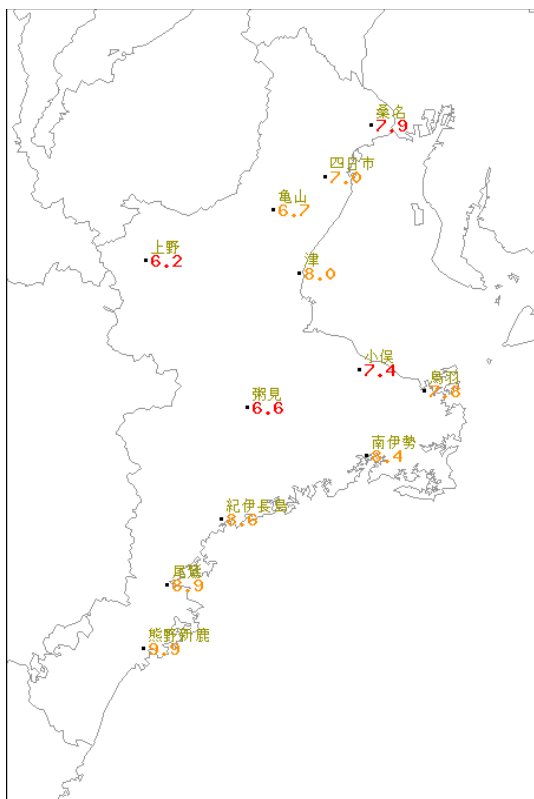 桑名
7.9
四日市
7.0
亀山
6.7
上野
6.2
津
8.0
小俣
7.4
鳥羽
7.8
粥見
6.6
南伊勢
8.4
紀伊長島
8.6
尾鷲
8.9
熊野新鹿
9.9